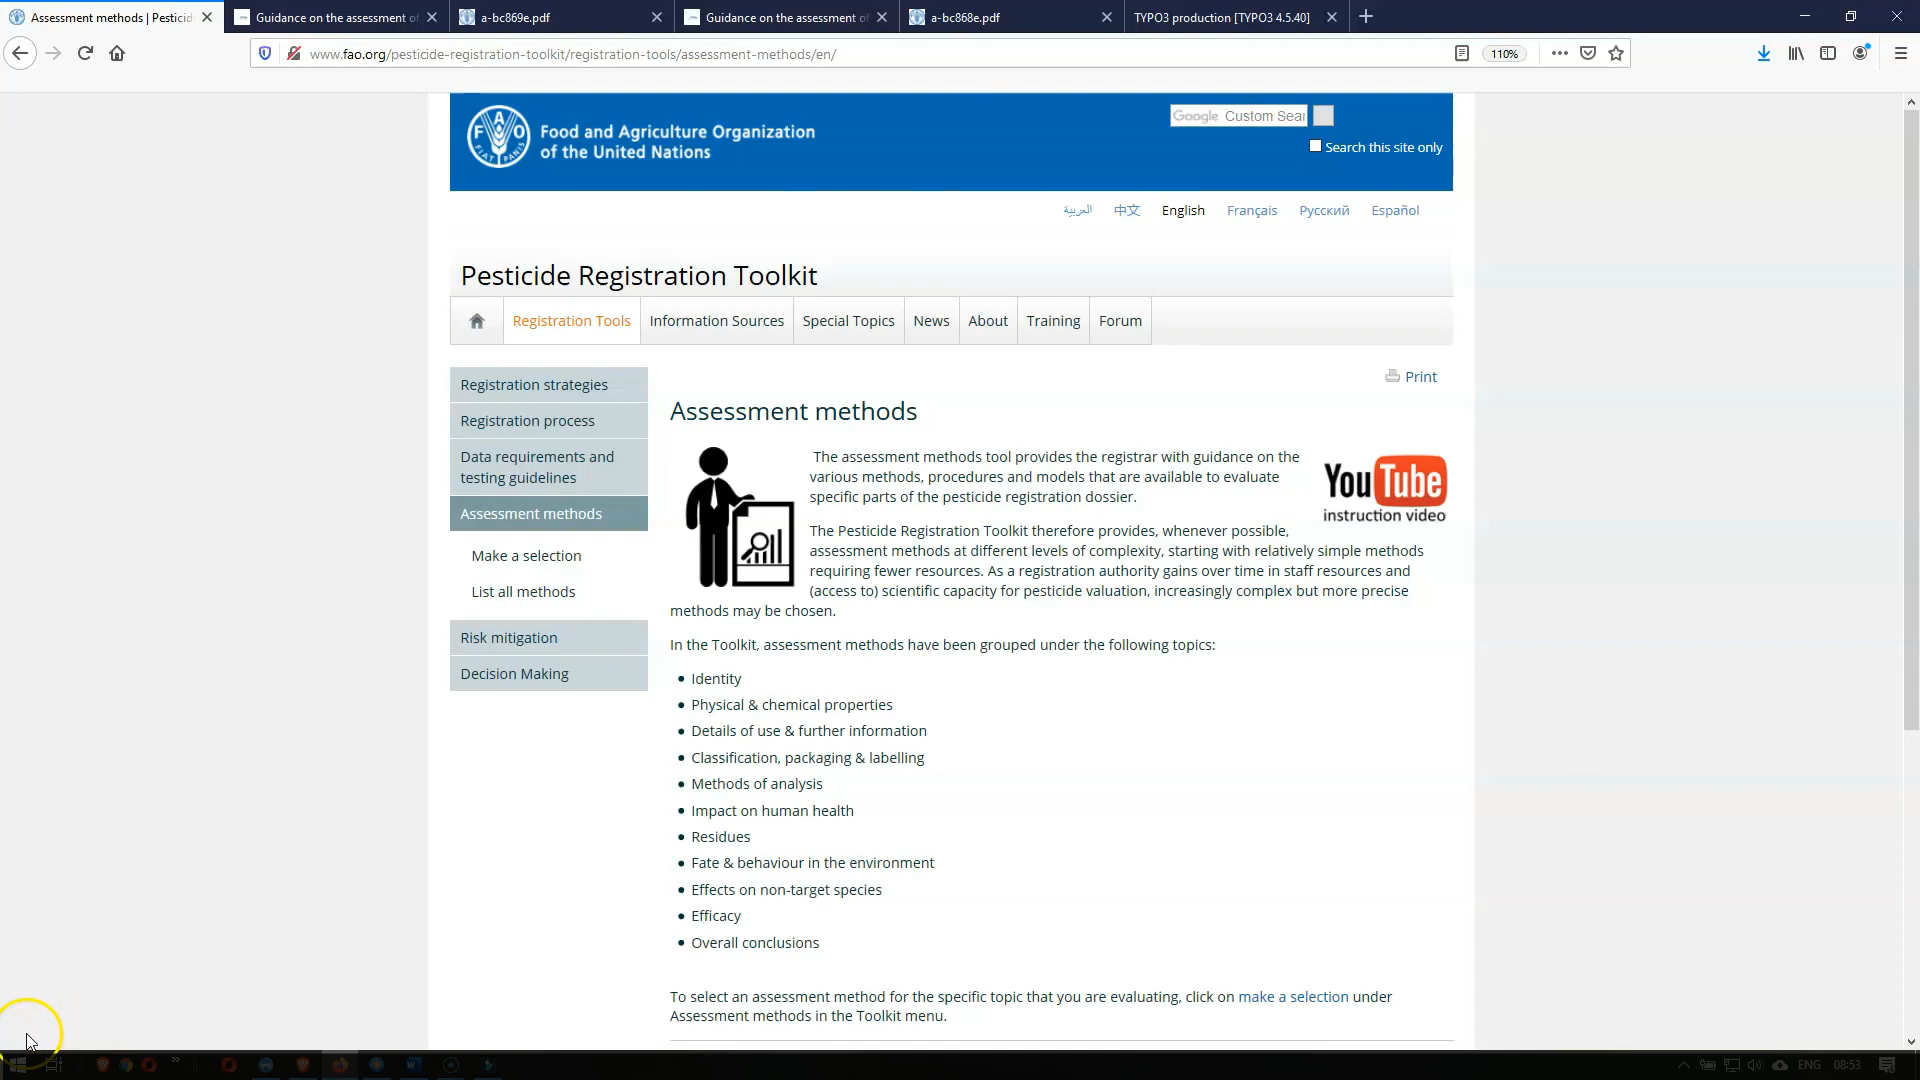 Assessment methods | Pesticid
Guidance on the assessment of
a-bc869e.pdf
Guidance on the assessment of
a-bc868e.pdf
TYPO3 production [TYPO3 4.5.40]
www.fao.org/pesticide-registration-toolkit/registration-tools/assessment-methods/en/
110%
FAO
FIAT PANIS
Food and Agriculture Organization
of the United Nations
Google Custom Sear
Search this site only
العربية 中文 English Français Русский Español
Pesticide Registration Toolkit
Registration Tools Information Sources Special Topics News About Training Forum
Registration strategies
Registration process
Data requirements and
testing guidelines
Assessment methods
Make a selection
List all methods
Risk mitigation
Decision Making
Print
Assessment methods
The assessment methods tool provides the registrar with guidance on the
various methods, procedures and models that are available to evaluate
specific parts of the pesticide registration dossier.
YouTube
instruction video
The Pesticide Registration Toolkit therefore provides, whenever possible,
assessment methods at different levels of complexity, starting with relatively simple methods
requiring fewer resources. As a registration authority gains over time in staff resources and
(access to) scientific capacity for pesticide valuation, increasingly complex but more precise
methods may be chosen.
In the Toolkit, assessment methods have been grouped under the following topics:
Identity
Physical & chemical properties
Details of use & further information
Classification, packaging & labelling
Methods of analysis
Impact on human health
Residues
Fate & behaviour in the environment
Effects on non-target species
Efficacy
Overall conclusions
To select an assessment method for the specific topic that you are evaluating, click on make a selection under
Assessment methods in the Toolkit menu.
ENG 08:53